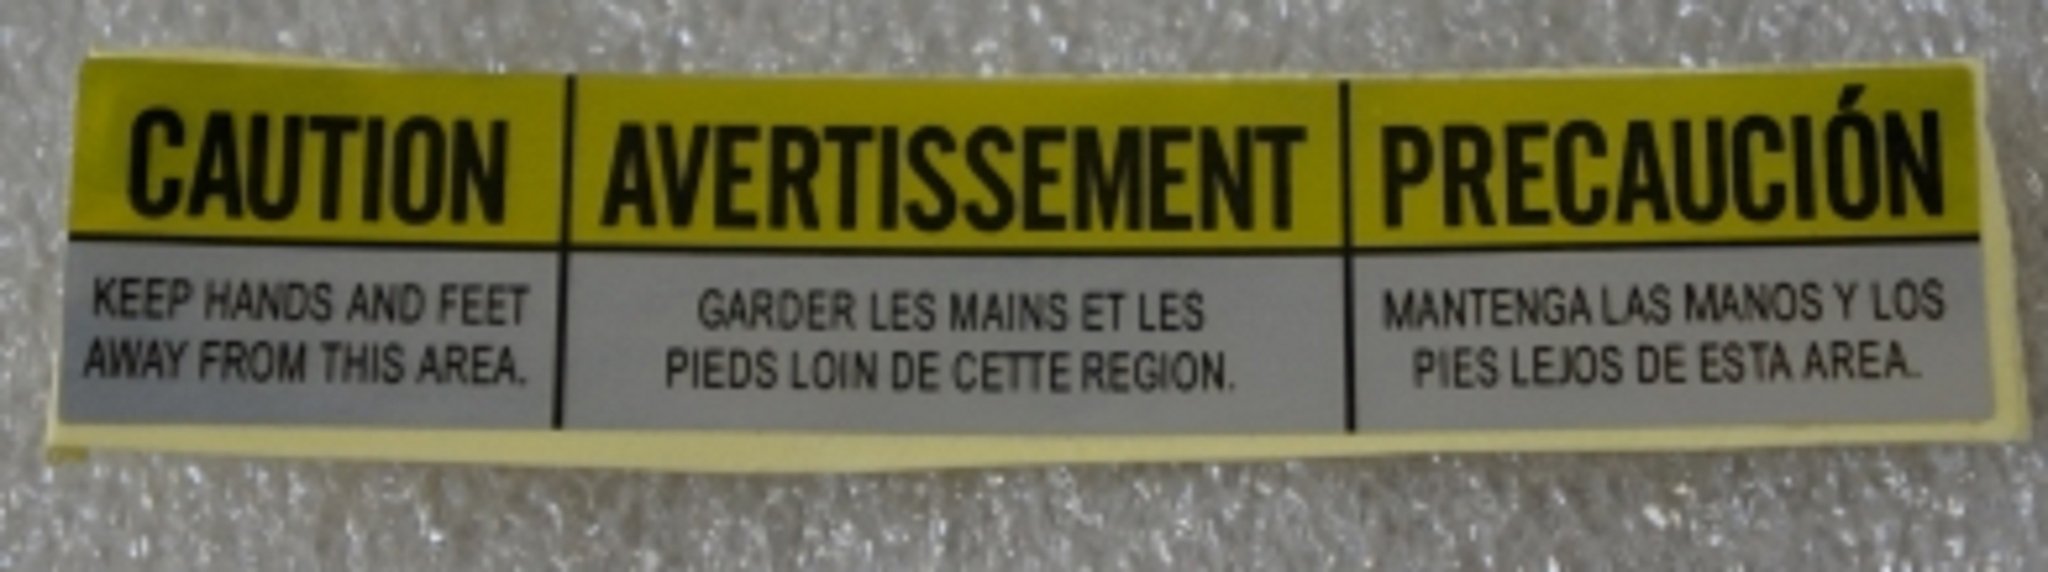 CAUTION
KEEP HANDS AND FEET
AWAY FROM THIS AREA.
AVERTISSEMENT
GARDER LES MAINS ET LES
PIEDS LOIN DE CETTE REGION.
PRECAUCIÓN
MANTENGA LAS MANOS Y LOS
PIES LEJOS DE ESTA AREA.